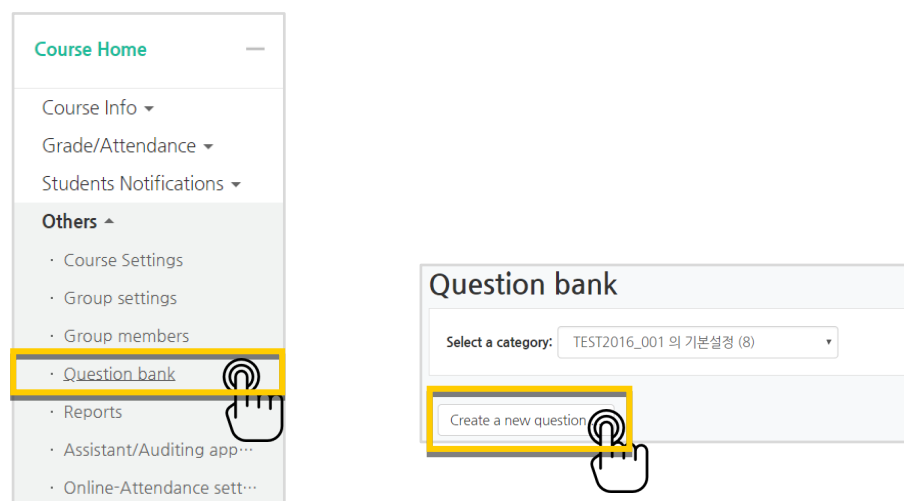 Course Home
Course Info
Grade/Attendance
Students Notifications
Others
· Course Settings
· Group settings
· Group members
· Question bank
· Reports
· Assistant/Auditing app···
· Online-Attendance sett···
Question bank
Select a category: TEST2016_001 의 기본설정 (8)
Create a new question